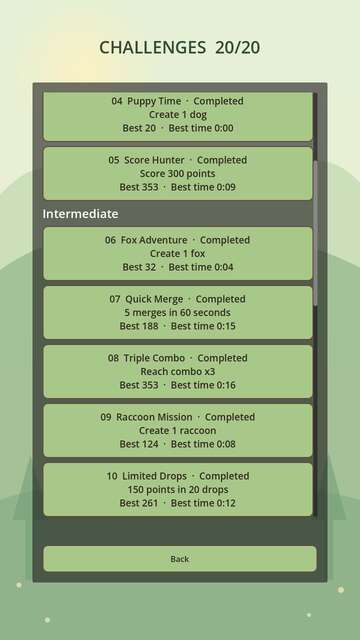 CHALLENGES 20/20
04 Puppy Time · Completed
Create 1 dog
Best 20 · Best time 0:00
05 Score Hunter · Completed
Score 300 points
Best 353 · Best time 0:09
Intermediate
06 Fox Adventure · Completed
Create 1 fox
Best 32 · Best time 0:04
07 Quick Merge · Completed
5 merges in 60 seconds
Best 188 · Best time 0:15
08 Triple Combo · Completed
Reach combo x3
Best 353 · Best time 0:16
09 Raccoon Mission · Completed
Create 1 raccoon
Best 124 · Best time 0:08
10 Limited Drops · Completed
150 points in 20 drops
Best 261 · Best time 0:12
Back